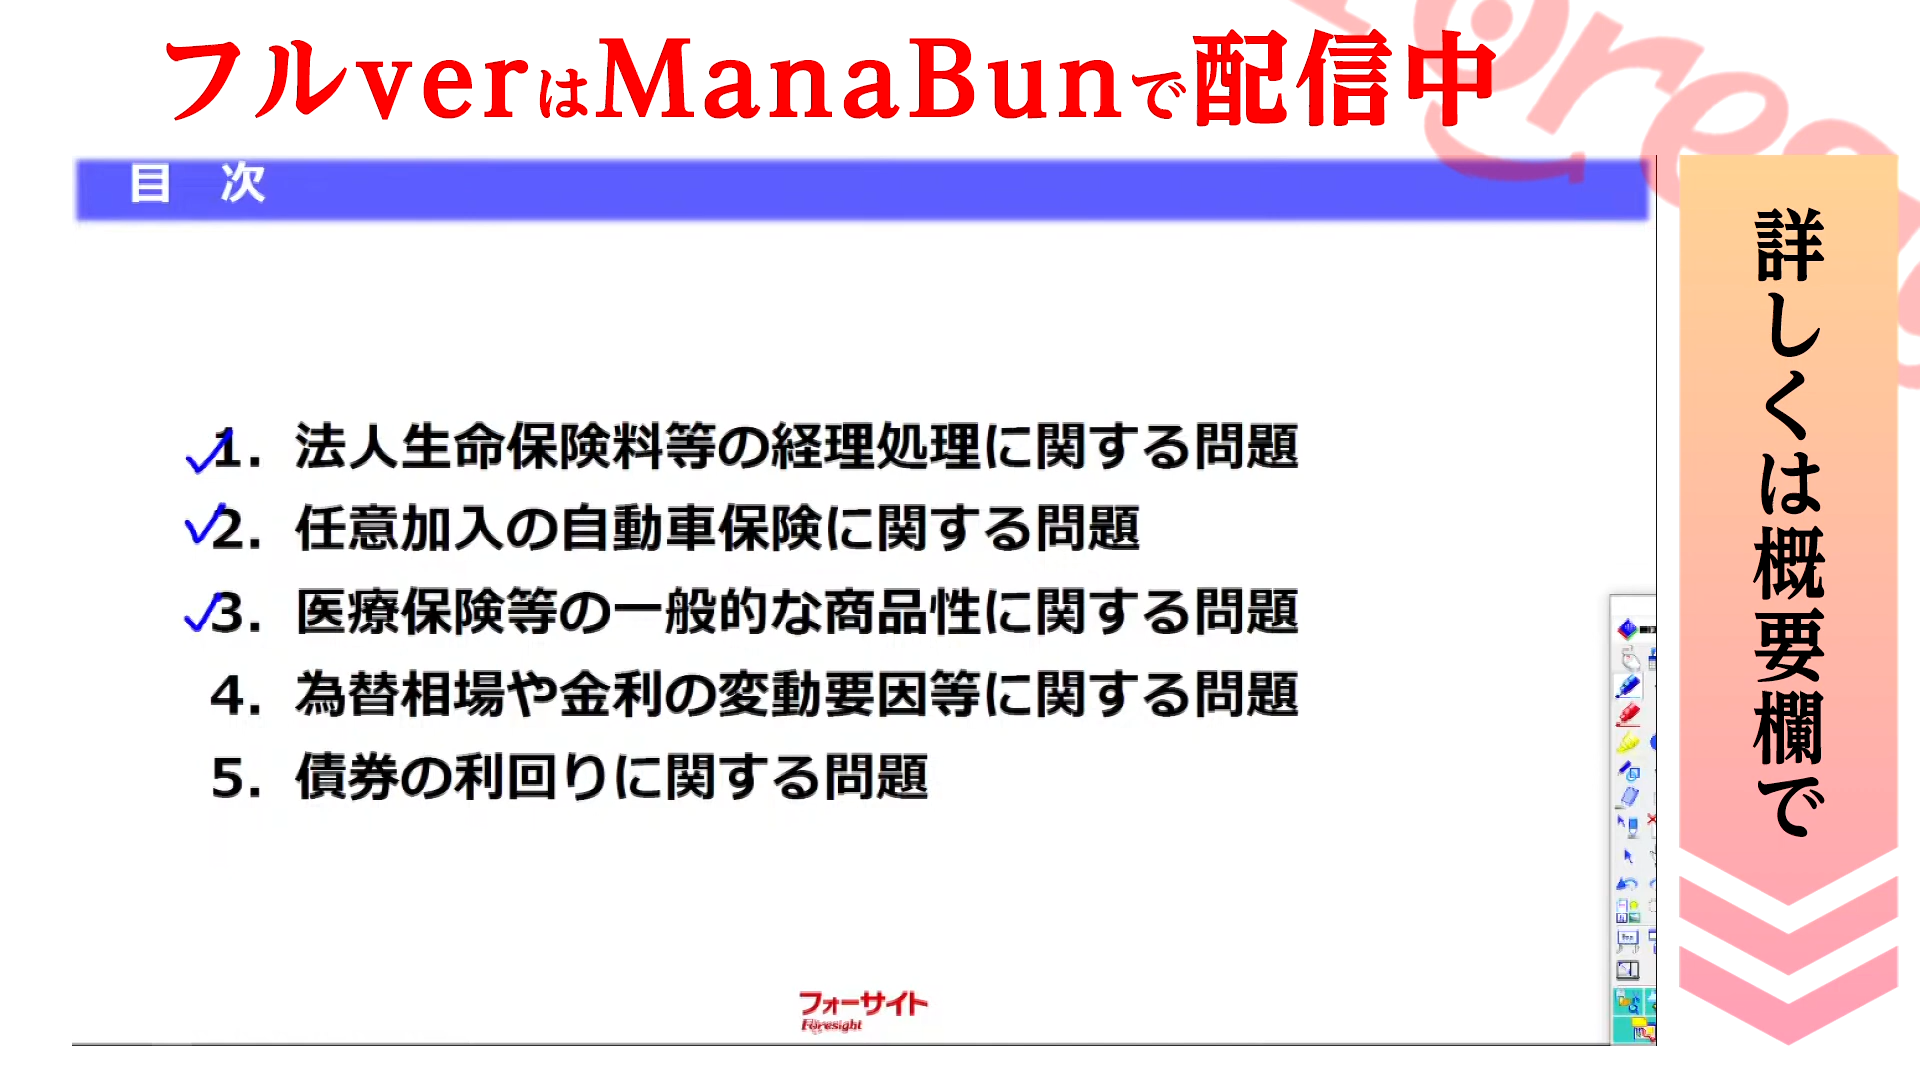 フルverはManaBunで配信中
目 次
1. 法人生命保険料等の経理処理に関する問題
2. 任意加入の自動車保険に関する問題
3. 医療保険等の一般的な商品性に関する問題
4. 為替相場や金利の変動要因等に関する問題
5. 債券の利回りに関する問題
フォーサイト
Foresight
詳しくは概要欄で